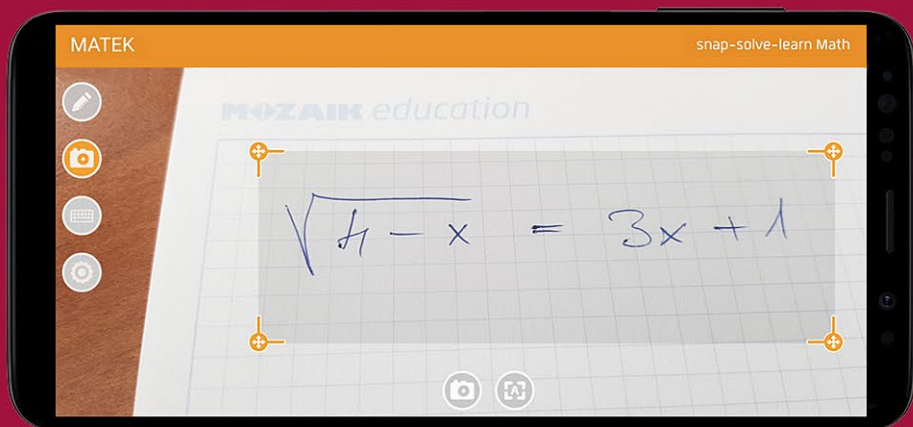 MATEK
snap-solve-learn Math
MOZAIK education
√(4 - x) = 3x + 1